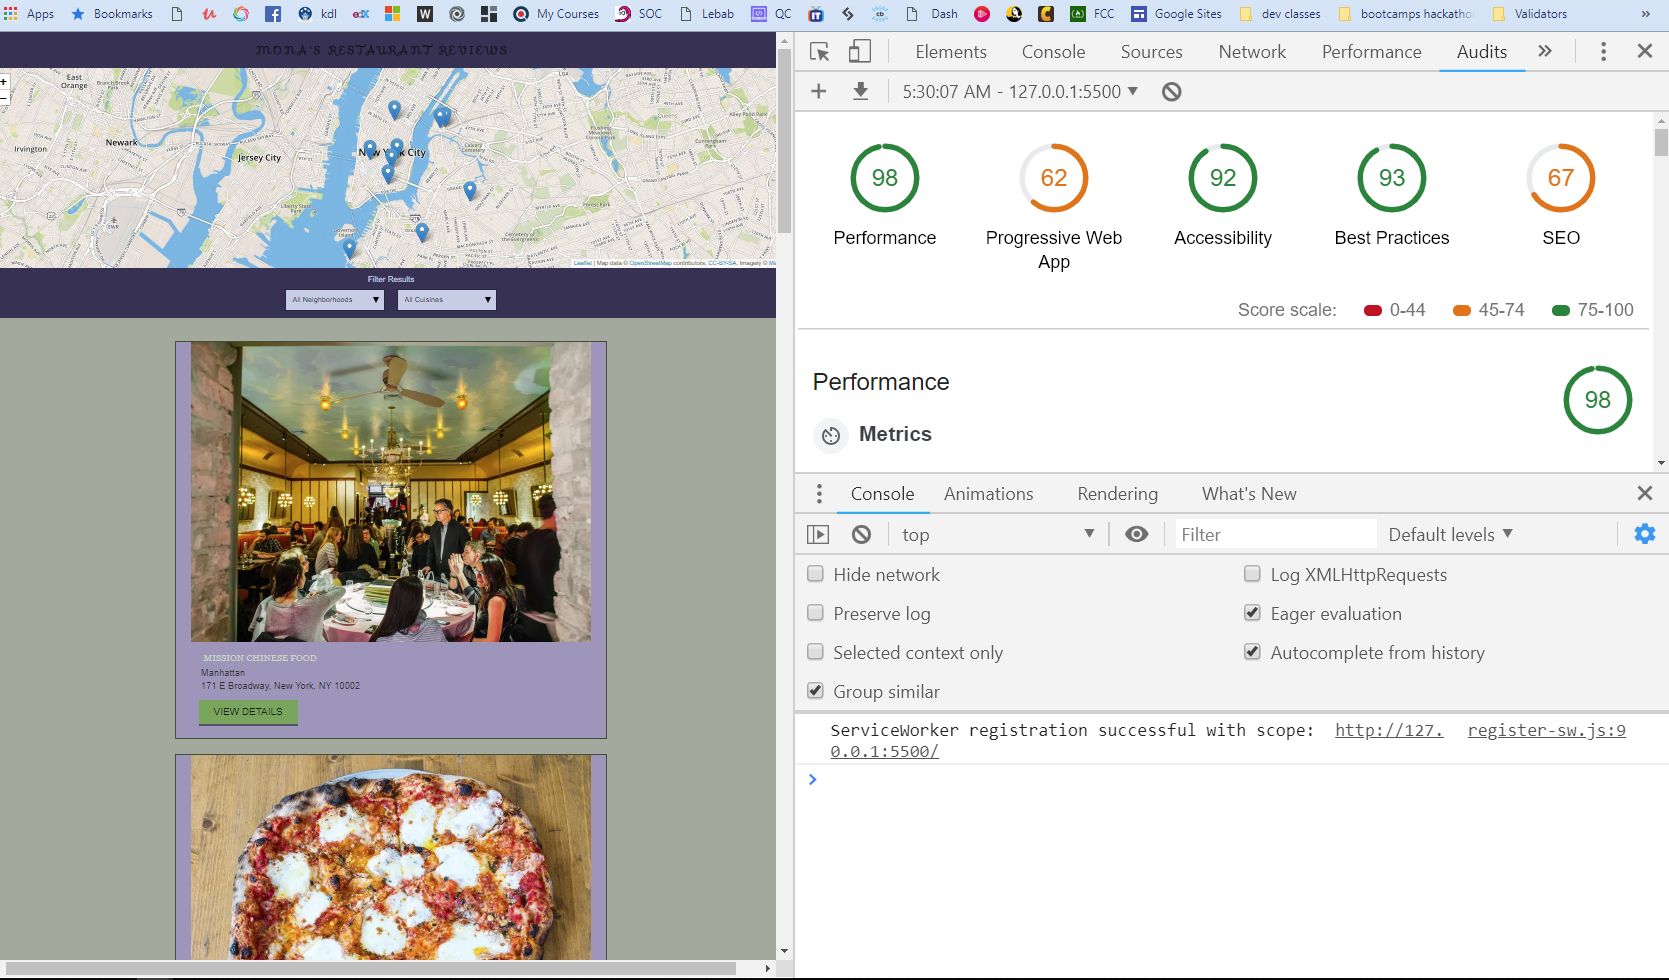 Apps Bookmarks kdl My Courses SOC Lebab QC Dash FCC Google Sites dev classes bootcamps hackatho Validators »
MONA'S RESTAURANT REVIEWS
+
−
East
Orange
Irvington
Newark
Jersey City
New York City
Leaflet | Map data © OpenStreetMap contributors, CC-BY-SA, Imagery © M
Filter Results
All Neighborhoods
All Cuisines
MISSION CHINESE FOOD
Manhattan
171 E Broadway, New York, NY 10002
VIEW DETAILS
Elements Console Sources Network Performance Audits »
5:30:07 AM - 127.0.0.1:5500
98 62 92 93 67
Performance Progressive Web Accessibility Best Practices SEO
App
Score scale: 0-44 45-74 75-100
Performance
98
Metrics
Console Animations Rendering What's New
top Filter Default levels
Hide network Log XMLHttpRequests
Preserve log Eager evaluation
Selected context only Autocomplete from history
Group similar
ServiceWorker registration successful with scope: http://127. register-sw.js:9
0.0.1:5500/